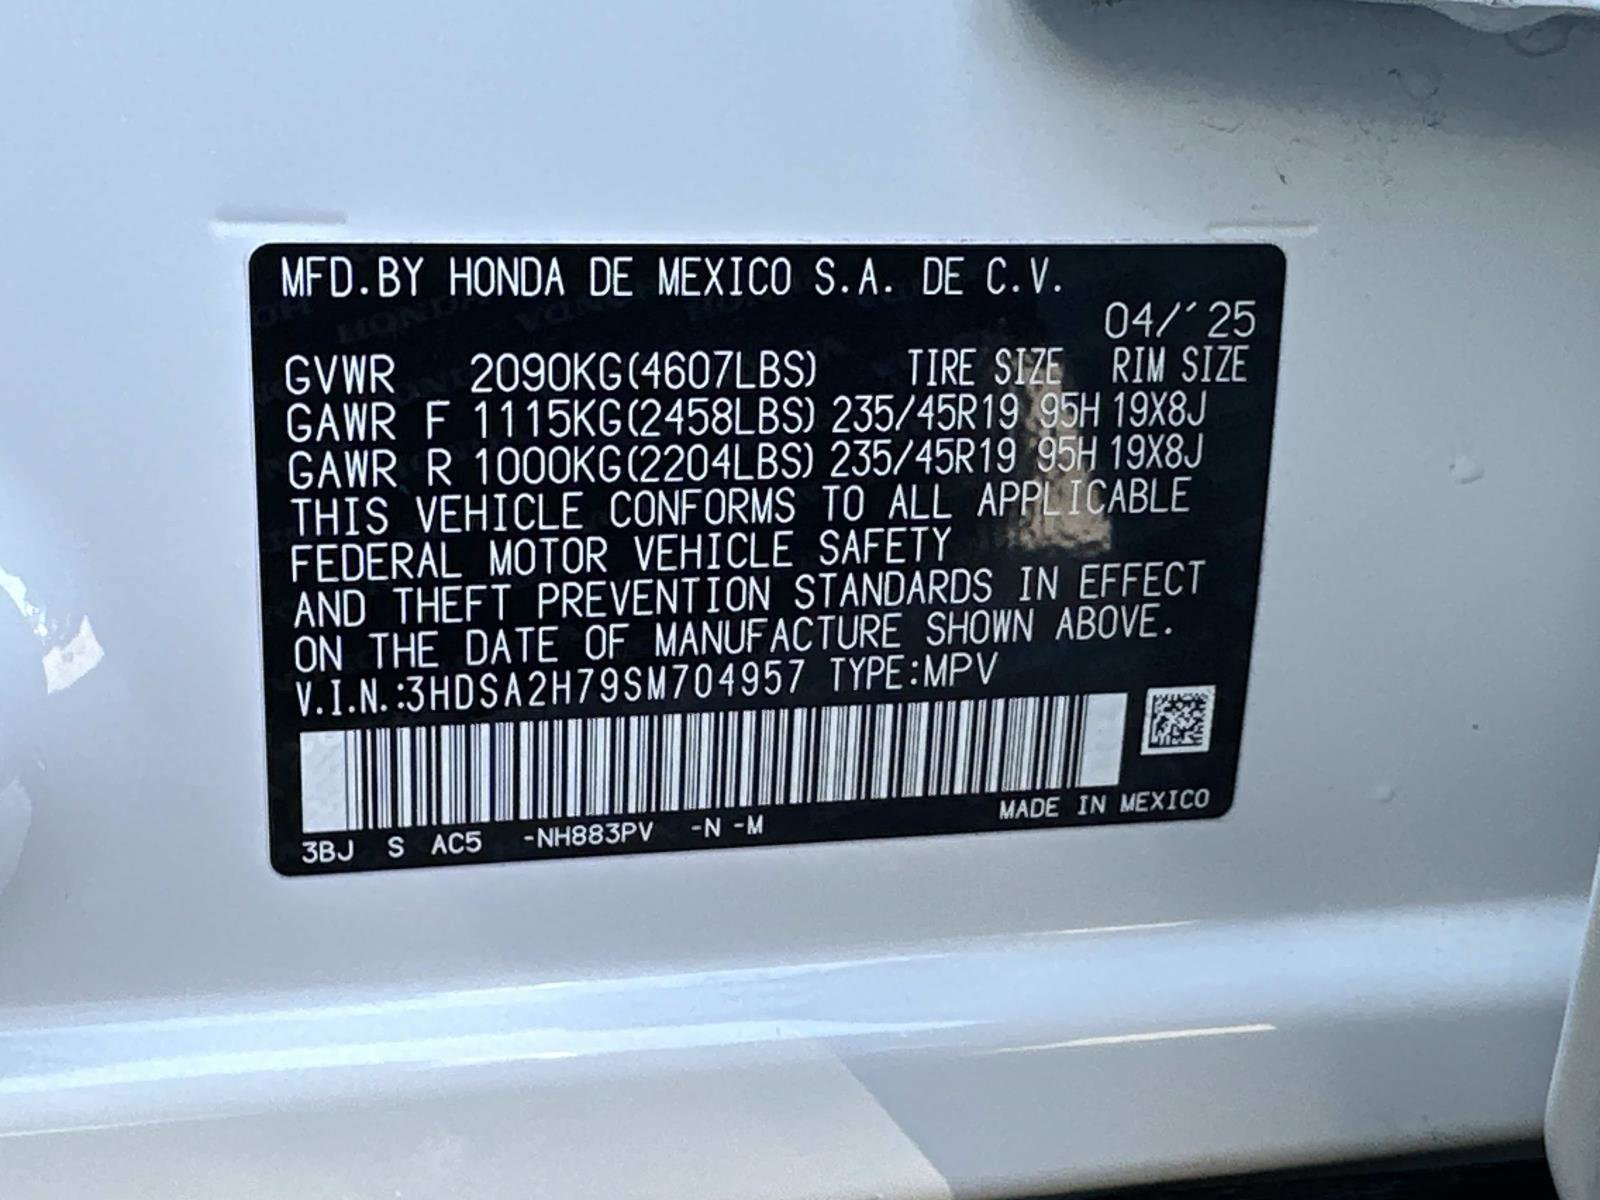 MFD.BY HONDA DE MEXICO S.A. DE C.V.
04/'25
GVWR 2090KG(4607LBS) TIRE SIZE RIM SIZE
GAWR F 1115KG(2458LBS) 235/45R19 95H 19X8J
GAWR R 1000KG(2204LBS) 235/45R19 95H 19X8J
THIS VEHICLE CONFORMS TO ALL APPLICABLE
FEDERAL MOTOR VEHICLE SAFETY
AND THEFT PREVENTION STANDARDS IN EFFECT
ON THE DATE OF MANUFACTURE SHOWN ABOVE.
V.I.N.:3HDSA2H79SM704957 TYPE:MPV
MADE IN MEXICO
3BJ S AC5 -NH883PV -N -M